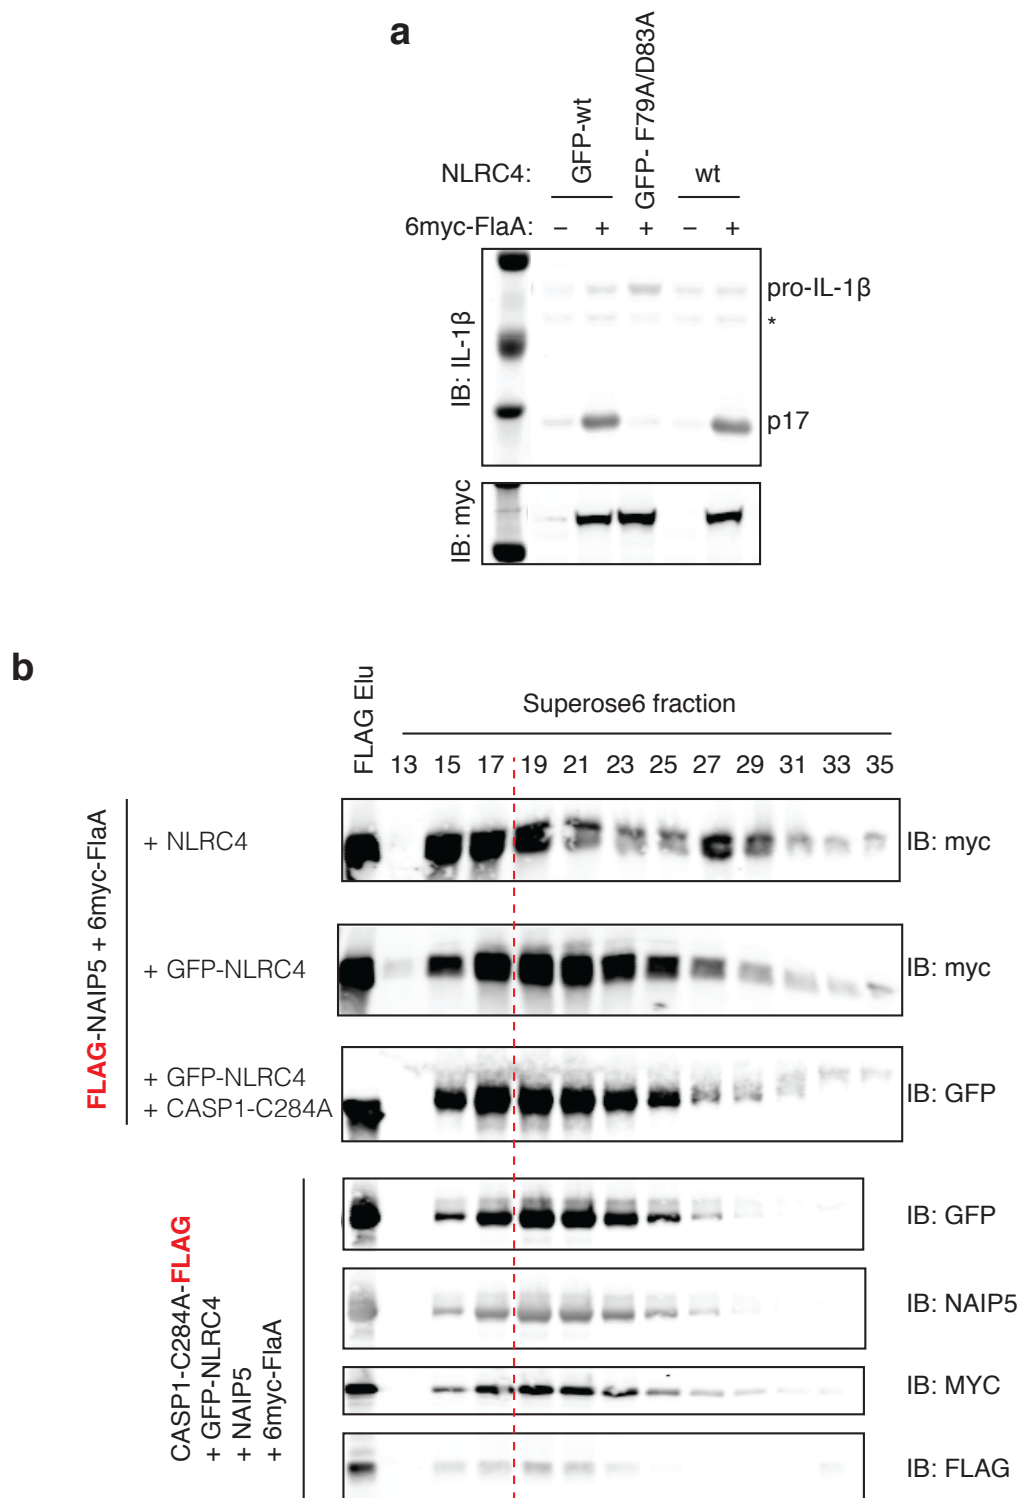 a
NLRC4:
GFP-wt
GFP- F79A/D83A
wt
6myc-FlaA:
– + + – +
IB: IL-1β
pro-IL-1β
*
p17
IB: myc
b
FLAG Elu
Superose6 fraction
13 15 17 19 21 23 25 27 29 31 33 35
FLAG-NAIP5 + 6myc-FlaA
+ NLRC4
IB: myc
+ GFP-NLRC4
IB: myc
+ GFP-NLRC4
+ CASP1-C284A
IB: GFP
CASP1-C284A-FLAG
+ GFP-NLRC4
+ NAIP5
+ 6myc-FlaA
IB: GFP
IB: NAIP5
IB: MYC
IB: FLAG